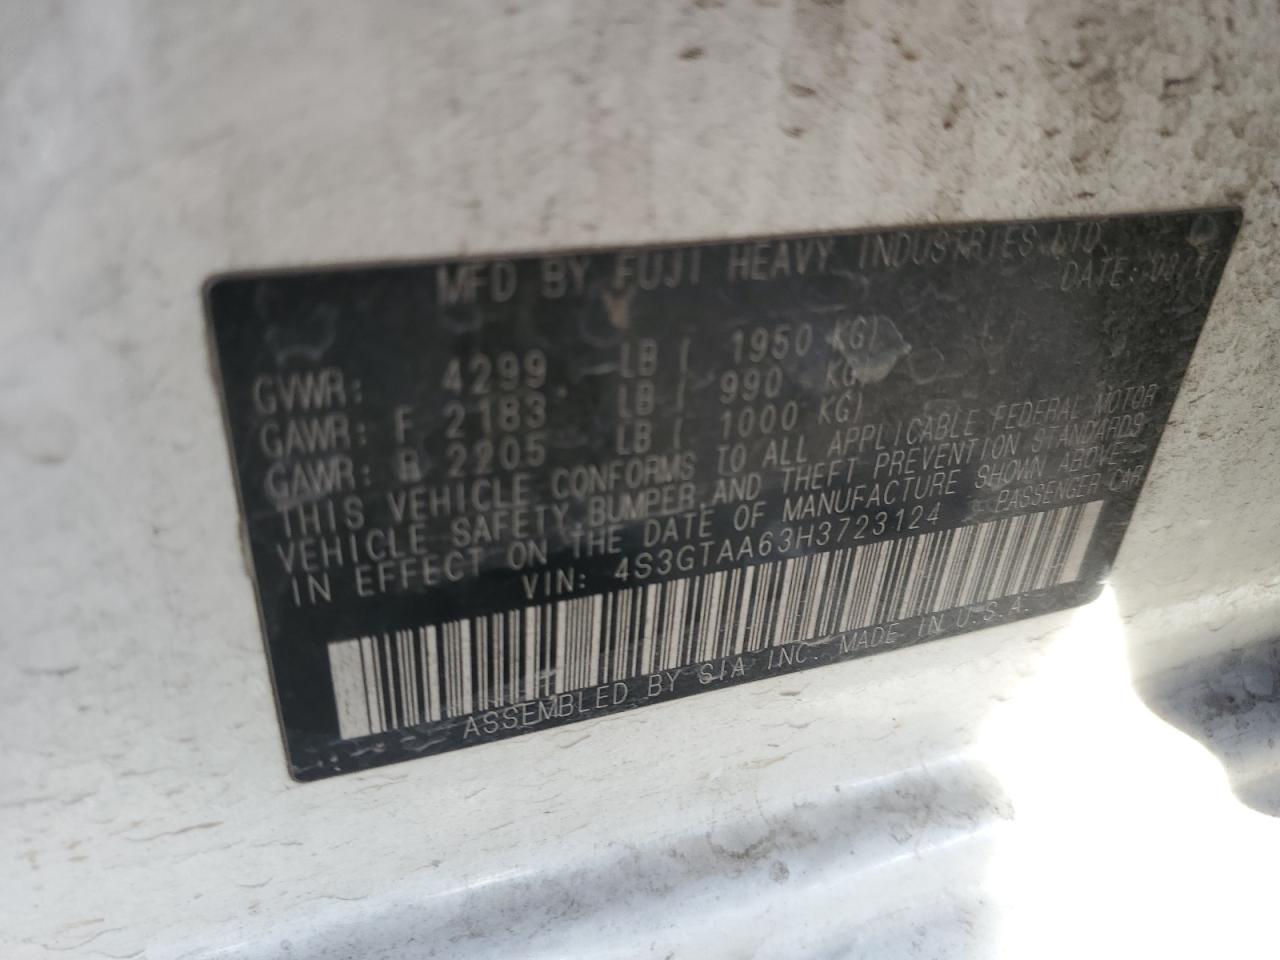 MFD BY FUJI HEAVY INDUSTRIES LTD.
DATE: 03/17
GVWR: 4299 LB ( 1950 KG)
GAWR: F 2183 LB ( 990 KG)
GAWR: R 2205 LB ( 1000 KG)
THIS VEHICLE CONFORMS TO ALL APPLICABLE FEDERAL MOTOR
VEHICLE SAFETY, BUMPER, AND THEFT PREVENTION STANDARDS
IN EFFECT ON THE DATE OF MANUFACTURE SHOWN ABOVE.
VIN: 4S3GTAA63H3723124 PASSENGER CAR
ASSEMBLED BY SIA INC. MADE IN U.S.A.